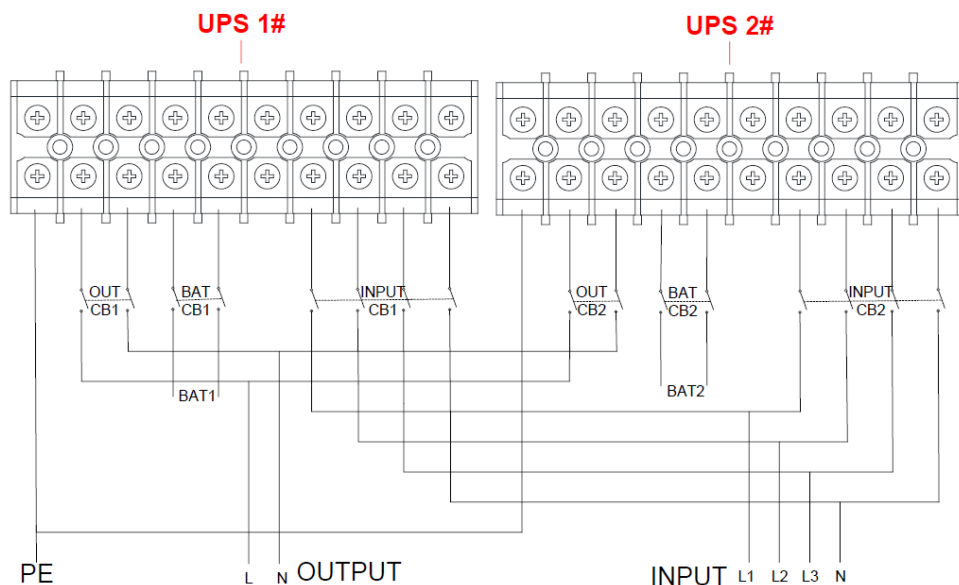 UPS 1#
UPS 2#
OUT
CB1
BAT
CB1
INPUT
CB1
OUT
CB2
BAT
CB2
INPUT
CB2
BAT1
BAT2
PE
L N OUTPUT
INPUT L1 L2 L3 N